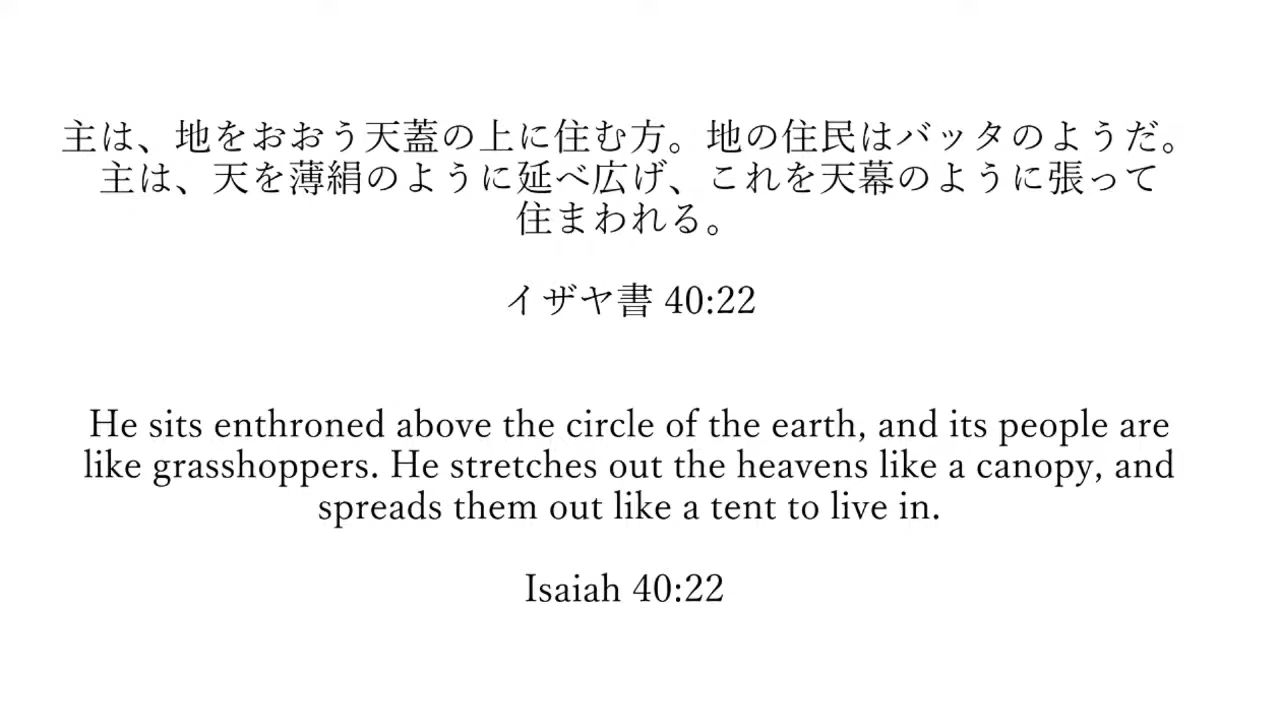 主は、地をおおう天蓋の上に住む方。地の住民はバッタのようだ。
主は、天を薄絹のように延べ広げ、これを天幕のように張って
住まわれる。
イザヤ書 40:22
He sits enthroned above the circle of the earth, and its people are
like grasshoppers. He stretches out the heavens like a canopy, and
spreads them out like a tent to live in.
Isaiah 40:22